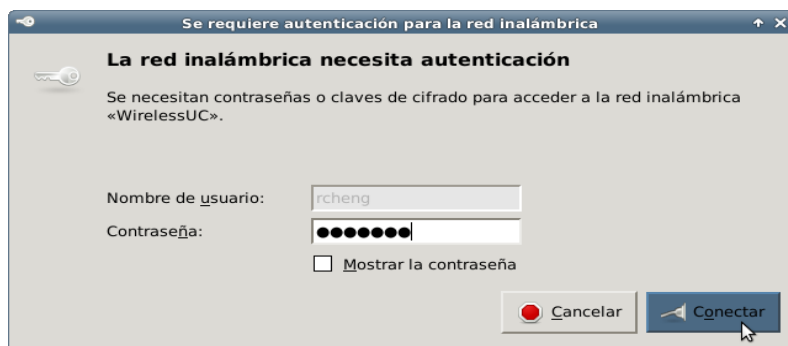 Se requiere autenticación para la red inalámbrica
La red inalámbrica necesita autenticación
Se necesitan contraseñas o claves de cifrado para acceder a la red inalámbrica
«WirelessUC».
Nombre de usuario: rcheng
Contraseña: ●●●●●●●
Mostrar la contraseña
Cancelar Conectar